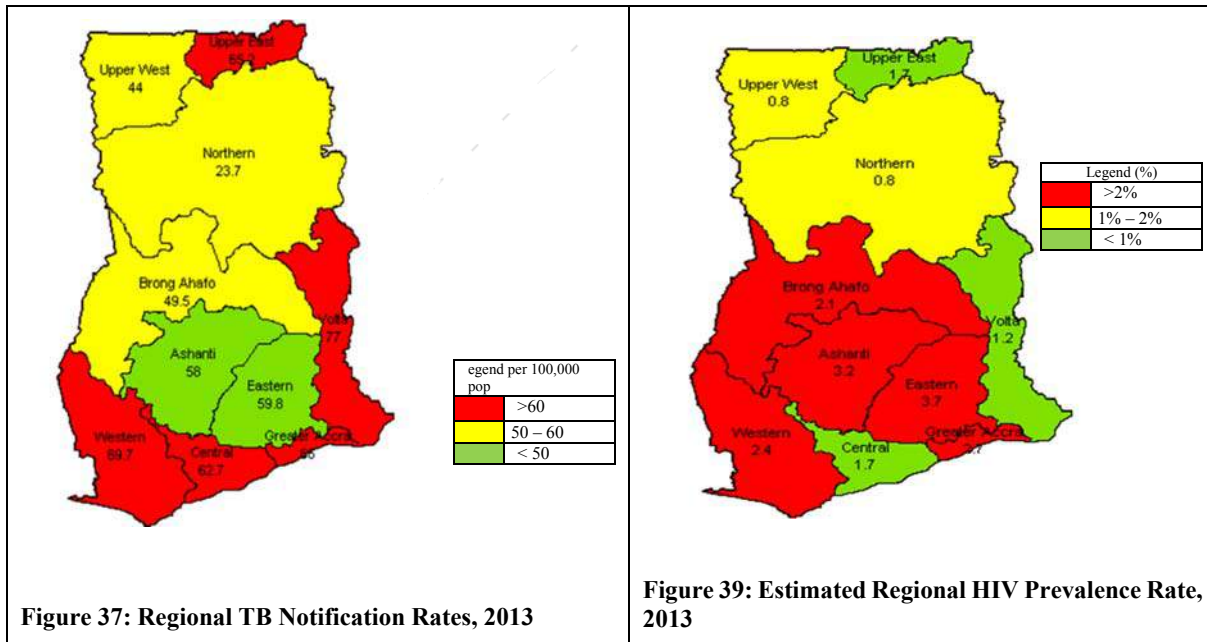 Upper East
Upper West
44
Northern
23.7
Brong Ahafo
49.5
Volta
77
Ashanti
58
Eastern
59.8
Western
69.7
Central
62.7
Greater Accra
egend per 100,000
pop
>60
50 – 60
< 50
Figure 37: Regional TB Notification Rates, 2013
Upper East
1.7
Upper West
0.8
Northern
0.8
Legend (%)
>2%
1% – 2%
< 1%
Brong Ahafo
2.1
Volta
1.2
Ashanti
3.2
Eastern
3.7
Western
2.4
Central
1.7
Greater Accra
Figure 39: Estimated Regional HIV Prevalence Rate,
2013